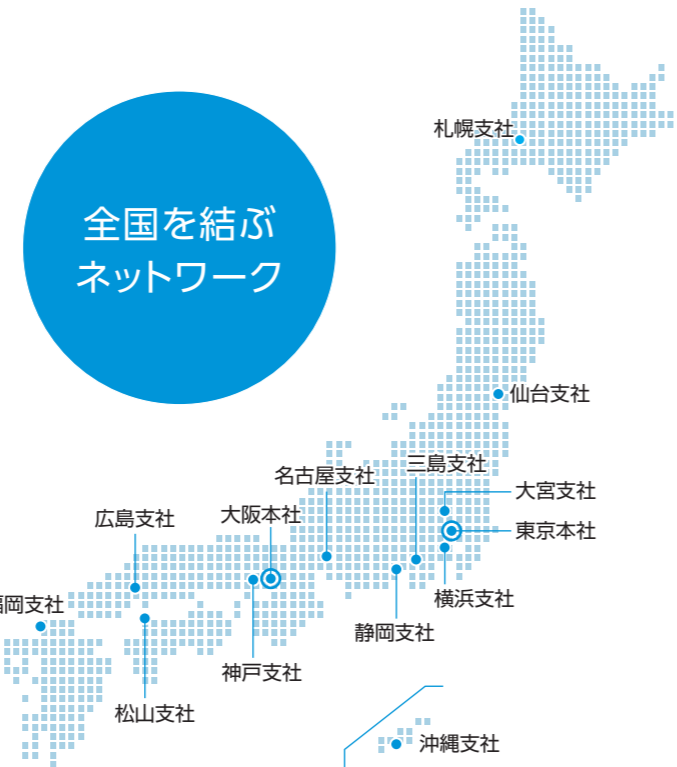 全国を結ぶ
ネットワーク
札幌支社
仙台支社
三島支社
名古屋支社
大宮支社
大阪本社
広島支社
東京本社
横浜支社
福岡支社
静岡支社
神戸支社
松山支社
沖縄支社